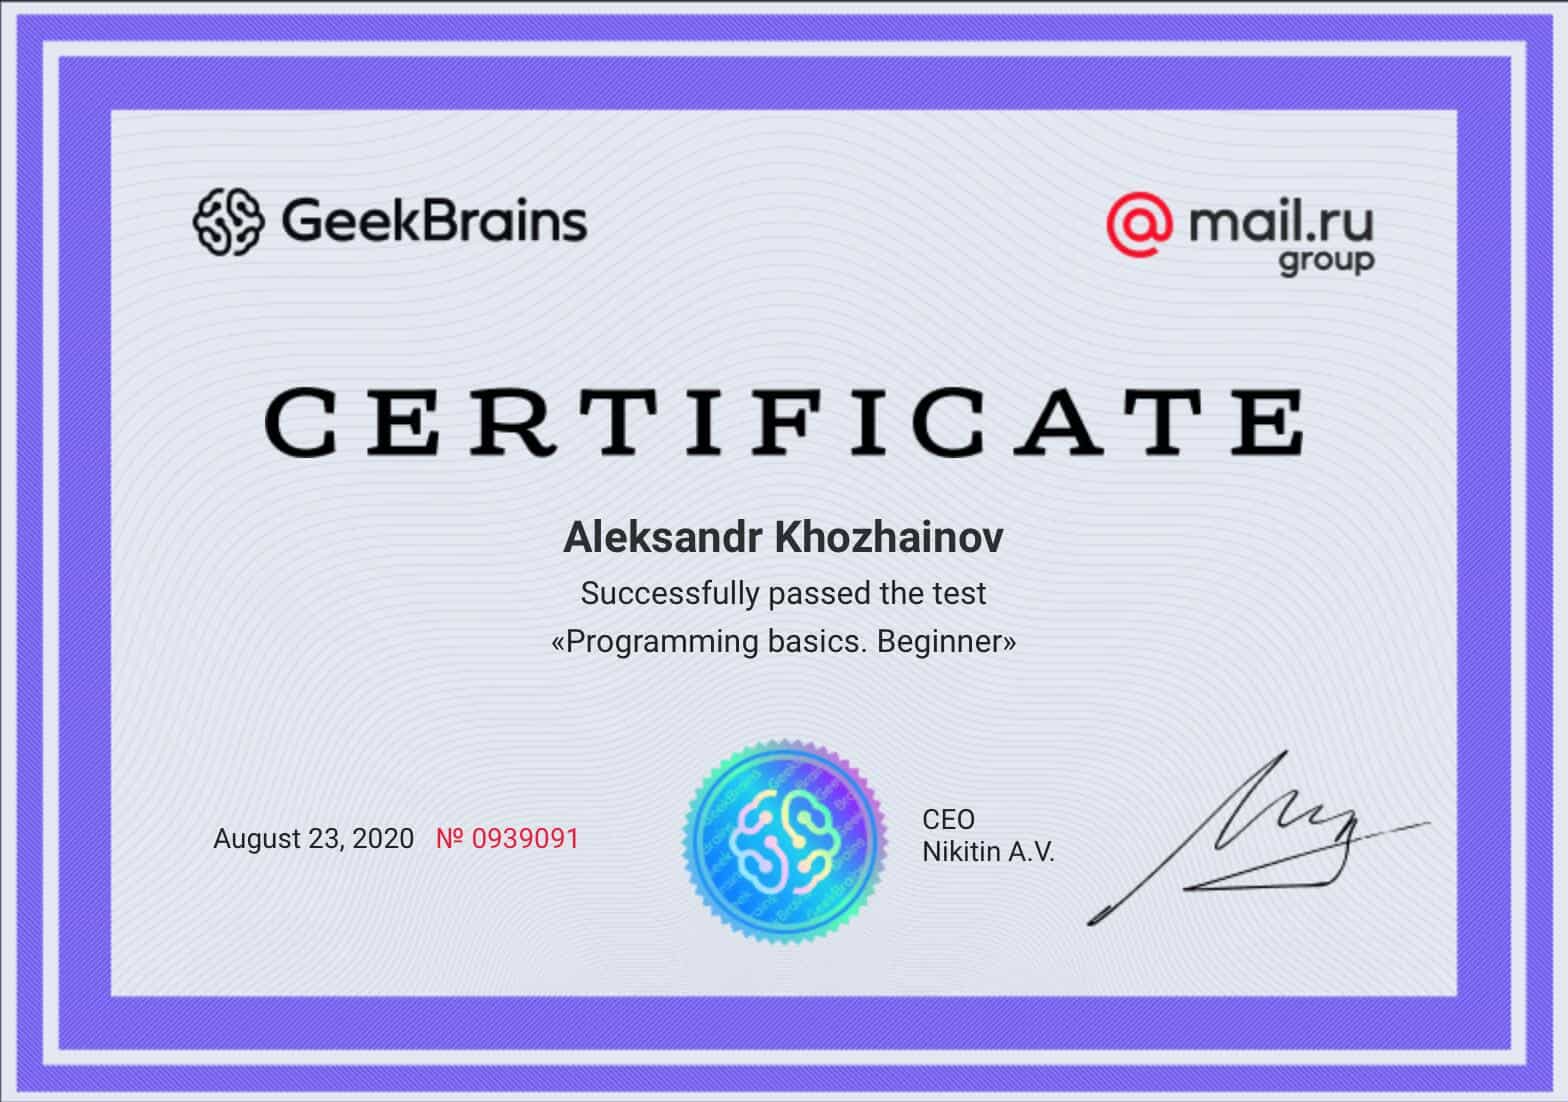 GeekBrains
@ mail.ru
group
CERTIFICATE
Aleksandr Khozhainov
Successfully passed the test
«Programming basics. Beginner»
August 23, 2020 № 0939091
CEO
Nikitin A.V.